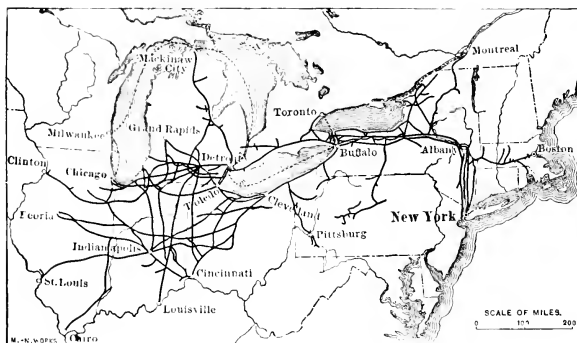 Montreal
Mackinaw
City
Toronto
Milwaukee
Grand Rapids
Detroit
Buffalo
Albany
Boston
Clinton
Chicago
Toledo
Cleveland
New York
Peoria
Pittsburg
Indianapolis
St. Louis
Cincinnati
Louisville
Cairo
SCALE OF MILES.
0 100 200
M.-N. WORKS